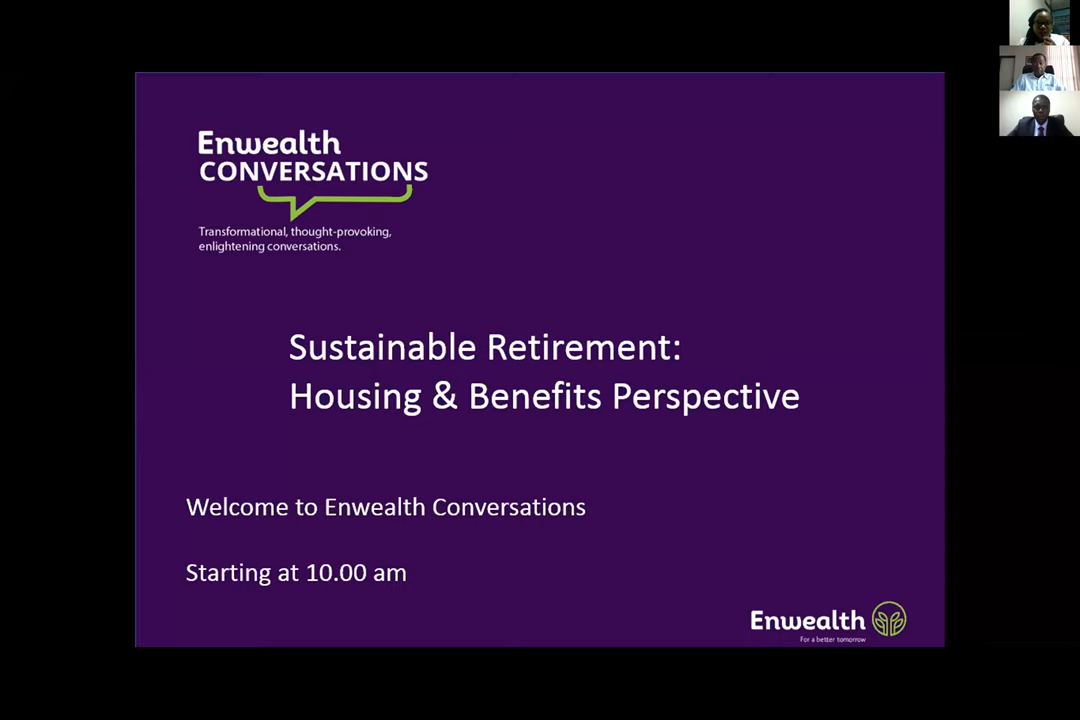 Enwealth
CONVERSATIONS
Transformational, thought-provoking,
enlightening conversations.
Sustainable Retirement:
Housing & Benefits Perspective
Welcome to Enwealth Conversations
Starting at 10.00 am
Enwealth
For a better tomorrow